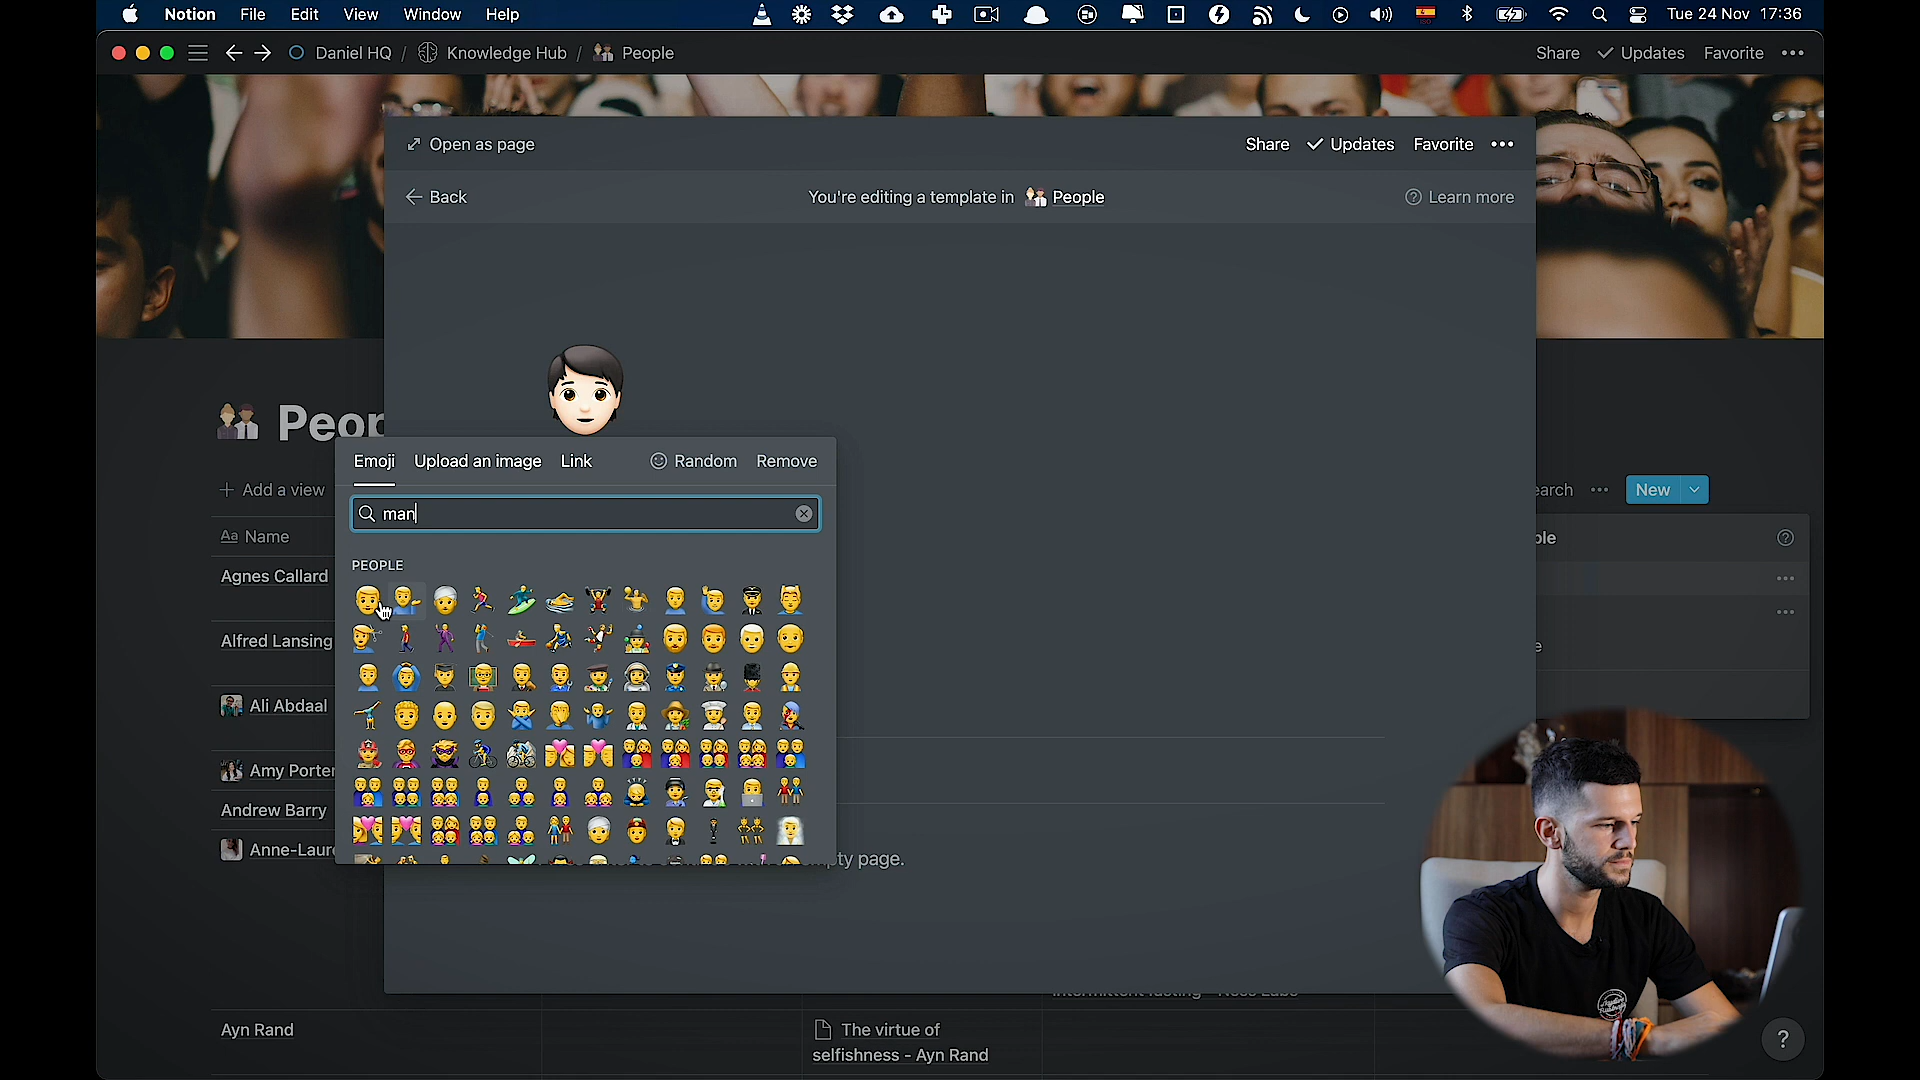 Notion File Edit View Window Help Tue 24 Nov 17:36
Daniel HQ / Knowledge Hub / People Share Updates Favorite
Open as page Share Updates Favorite
Back You're editing a template in People Learn more
People
Emoji Upload an image Link Random Remove
+ Add a view earch New
man
Aa Name ple
PEOPLE
Agnes Callard
Alfred Lansing e
Ali Abdaal
Amy Porter
Andrew Barry
Anne-Laure
pty page.
Ayn Rand The virtue of
selfishness - Ayn Rand
?